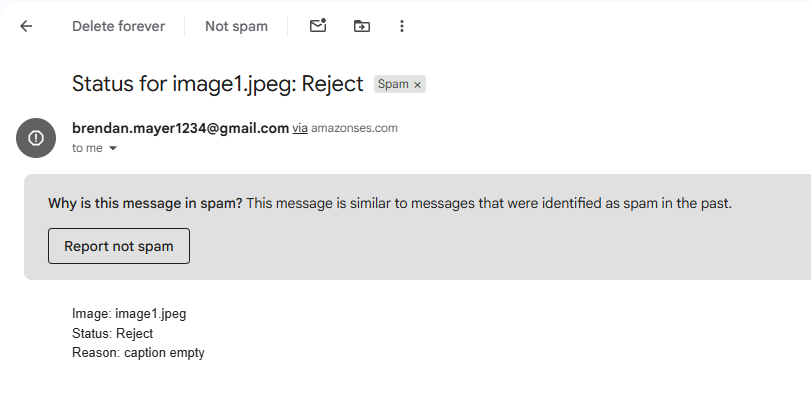 Delete forever Not spam
Status for image1.jpeg: Reject Spam ×
brendan.mayer1234@gmail.com via amazonses.com
to me
Why is this message in spam? This message is similar to messages that were identified as spam in the past.
Report not spam
Image: image1.jpeg
Status: Reject
Reason: caption empty